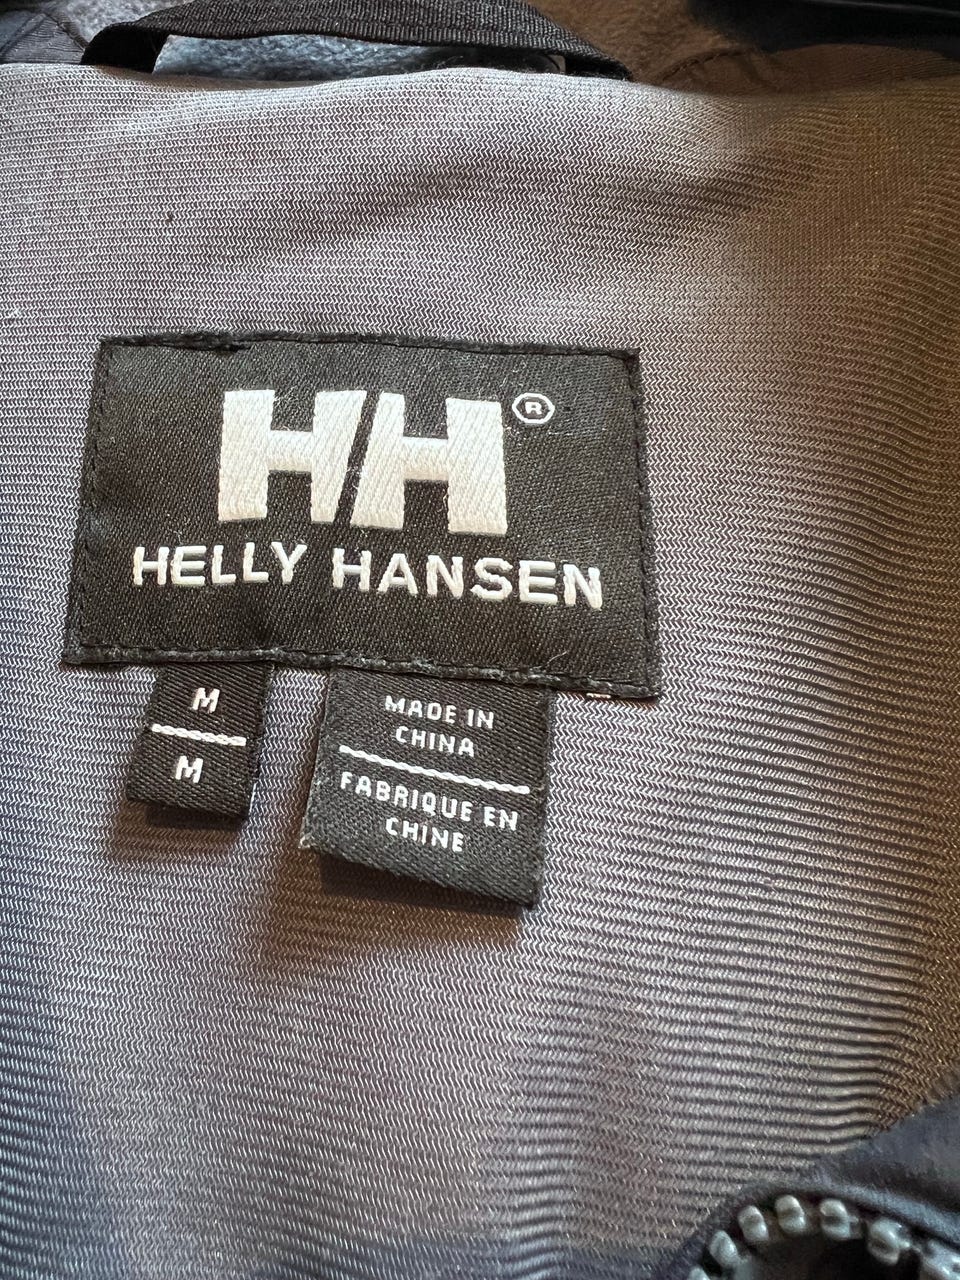 HH®
HELLY HANSEN
M
M
MADE IN
CHINA
FABRIQUE EN
CHINE